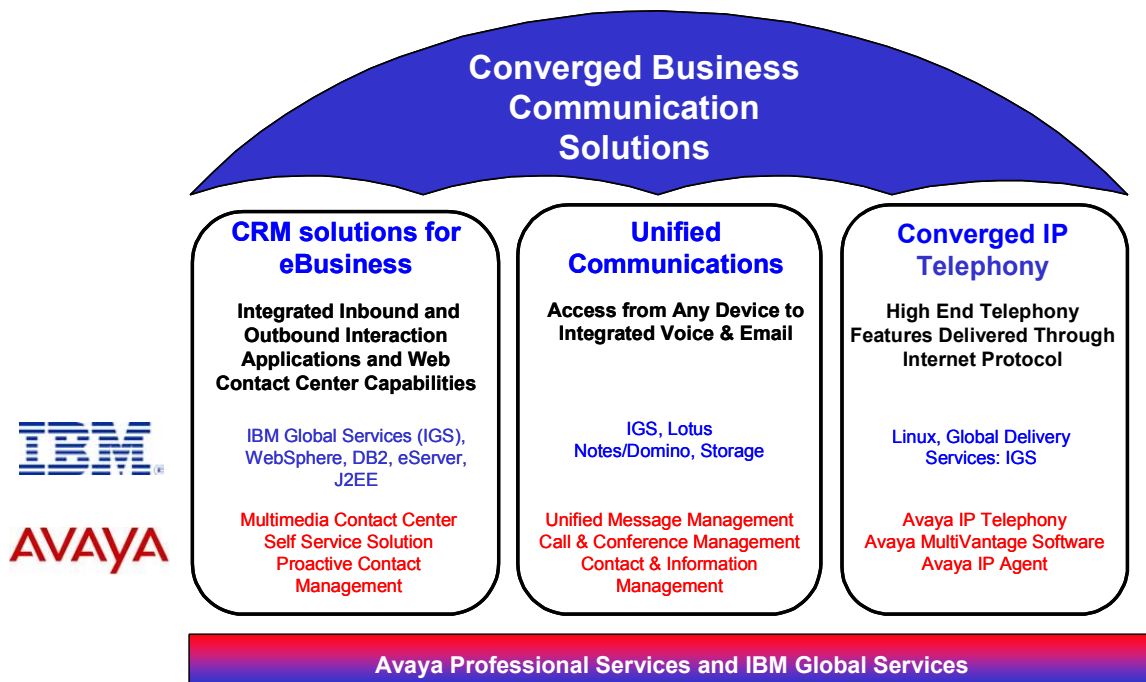 Converged Business
Communication
Solutions
CRM solutions for
eBusiness
Integrated Inbound and
Outbound Interaction
Applications and Web
Contact Center Capabilities
IBM Global Services (IGS),
WebSphere, DB2, eServer,
J2EE
Multimedia Contact Center
Self Service Solution
Proactive Contact
Management
Unified
Communications
Access from Any Device to
Integrated Voice & Email
IGS, Lotus
Notes/Domino, Storage
Unified Message Management
Call & Conference Management
Contact & Information
Management
Converged IP
Telephony
High End Telephony
Features Delivered Through
Internet Protocol
Linux, Global Delivery
Services: IGS
Avaya IP Telephony
Avaya MultiVantage Software
Avaya IP Agent
IBM®
AVAYA
Avaya Professional Services and IBM Global Services